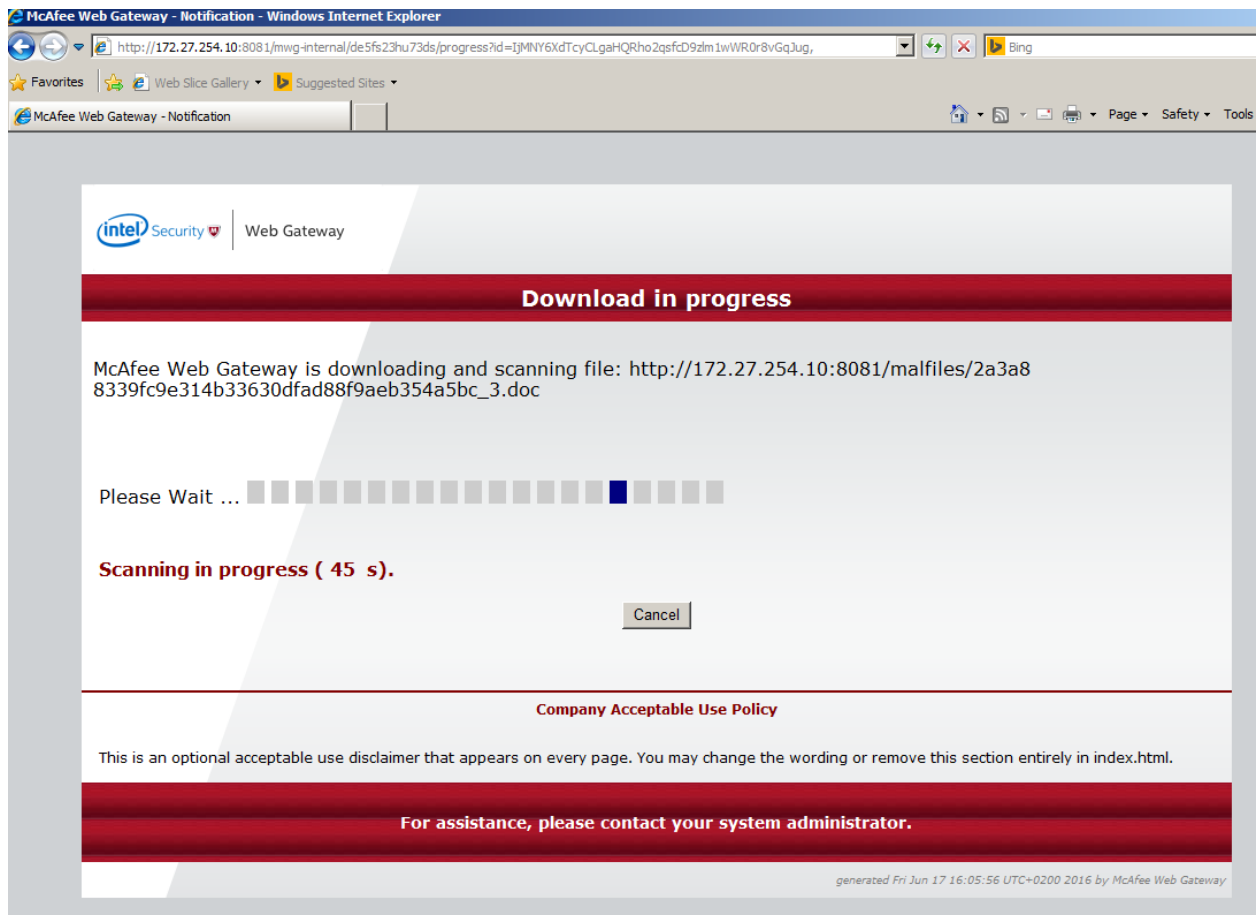 McAfee Web Gateway - Notification - Windows Internet Explorer
http://172.27.254.10:8081/mwg-internal/de5fs23hu73ds/progress?id=IjMNY6XdTcyCLgaHQRho2qsfcD9zlm1wWR0r8vGqJug,
Bing
Favorites Web Slice Gallery Suggested Sites
McAfee Web Gateway - Notification
Page Safety Tools
intel Security Web Gateway
Download in progress
McAfee Web Gateway is downloading and scanning file: http://172.27.254.10:8081/malfiles/2a3a8
8339fc9e314b33630dfad88f9aeb354a5bc_3.doc
Please Wait ...
Scanning in progress ( 45 s).
Cancel
Company Acceptable Use Policy
This is an optional acceptable use disclaimer that appears on every page. You may change the wording or remove this section entirely in index.html.
For assistance, please contact your system administrator.
generated Fri Jun 17 16:05:56 UTC+0200 2016 by McAfee Web Gateway